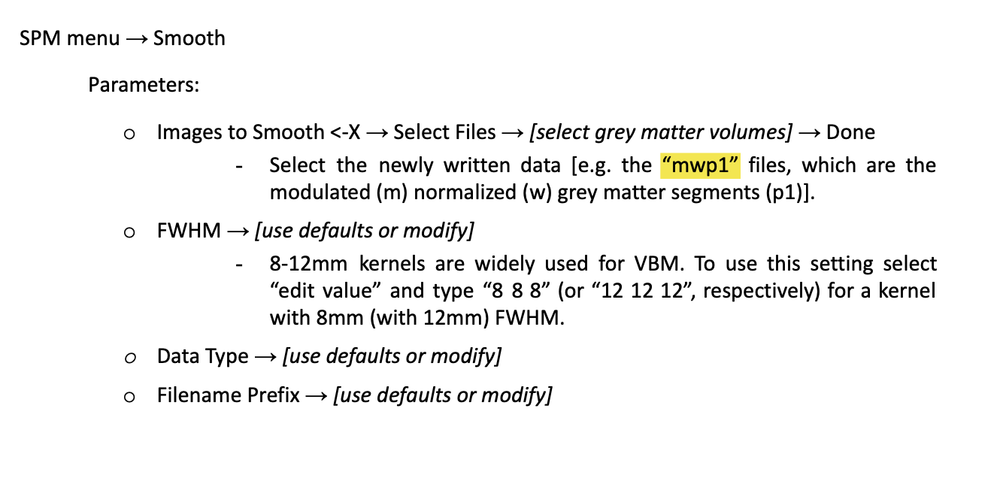 SPM menu → Smooth
Parameters:
o Images to Smooth <-X → Select Files → [select grey matter volumes] → Done
- Select the newly written data [e.g. the “mwp1” files, which are the
modulated (m) normalized (w) grey matter segments (p1)].
o FWHM → [use defaults or modify]
- 8-12mm kernels are widely used for VBM. To use this setting select
“edit value” and type “8 8 8” (or “12 12 12”, respectively) for a kernel
with 8mm (with 12mm) FWHM.
o Data Type → [use defaults or modify]
o Filename Prefix → [use defaults or modify]